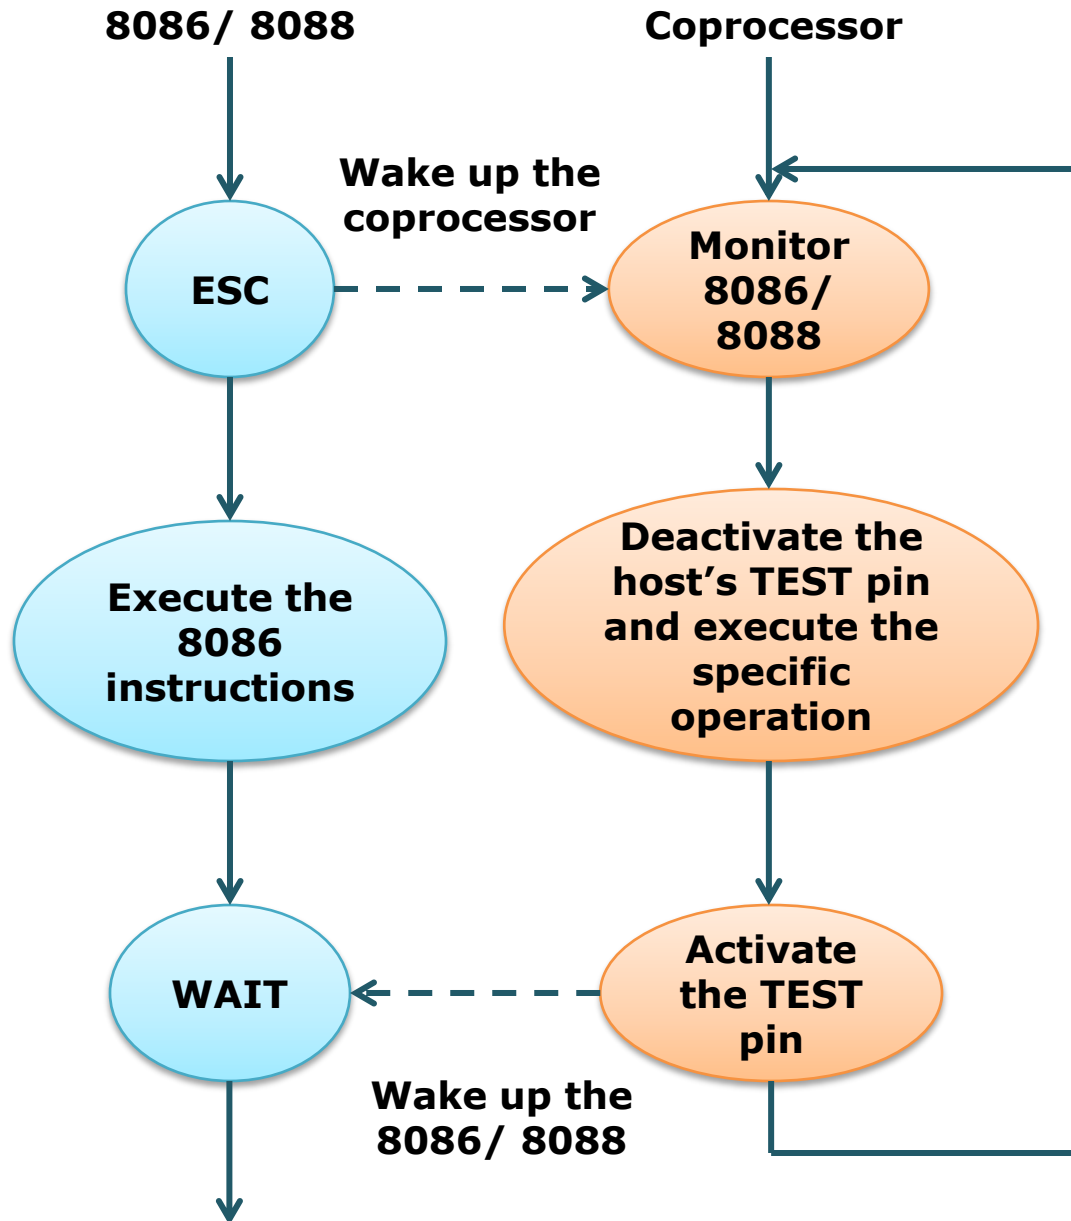 8086/ 8088
Coprocessor
Wake up the
coprocessor
ESC
Monitor
8086/
8088
Execute the
8086
instructions
Deactivate the
host’s TEST pin
and execute the
specific
operation
WAIT
Activate
the TEST
pin
Wake up the
8086/ 8088